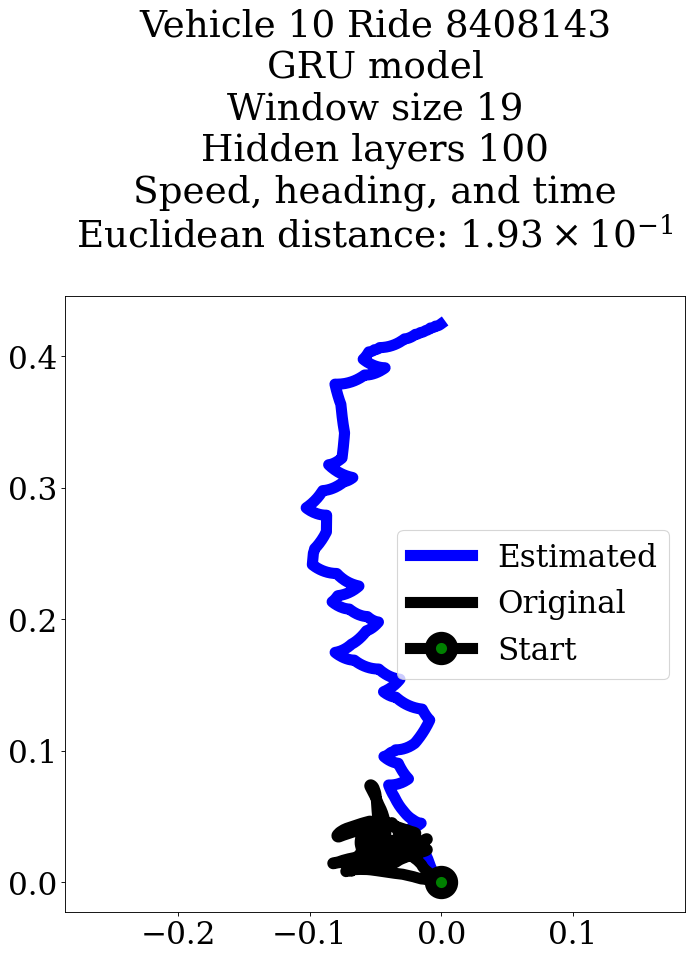 Vehicle 10 Ride 8408143
GRU model
Window size 19
Hidden layers 100
Speed, heading, and time
Euclidean distance: 1.93 × 10⁻¹
0.4
0.3
0.2
0.1
0.0
Estimated
Original
Start
−0.2 −0.1 0.0 0.1